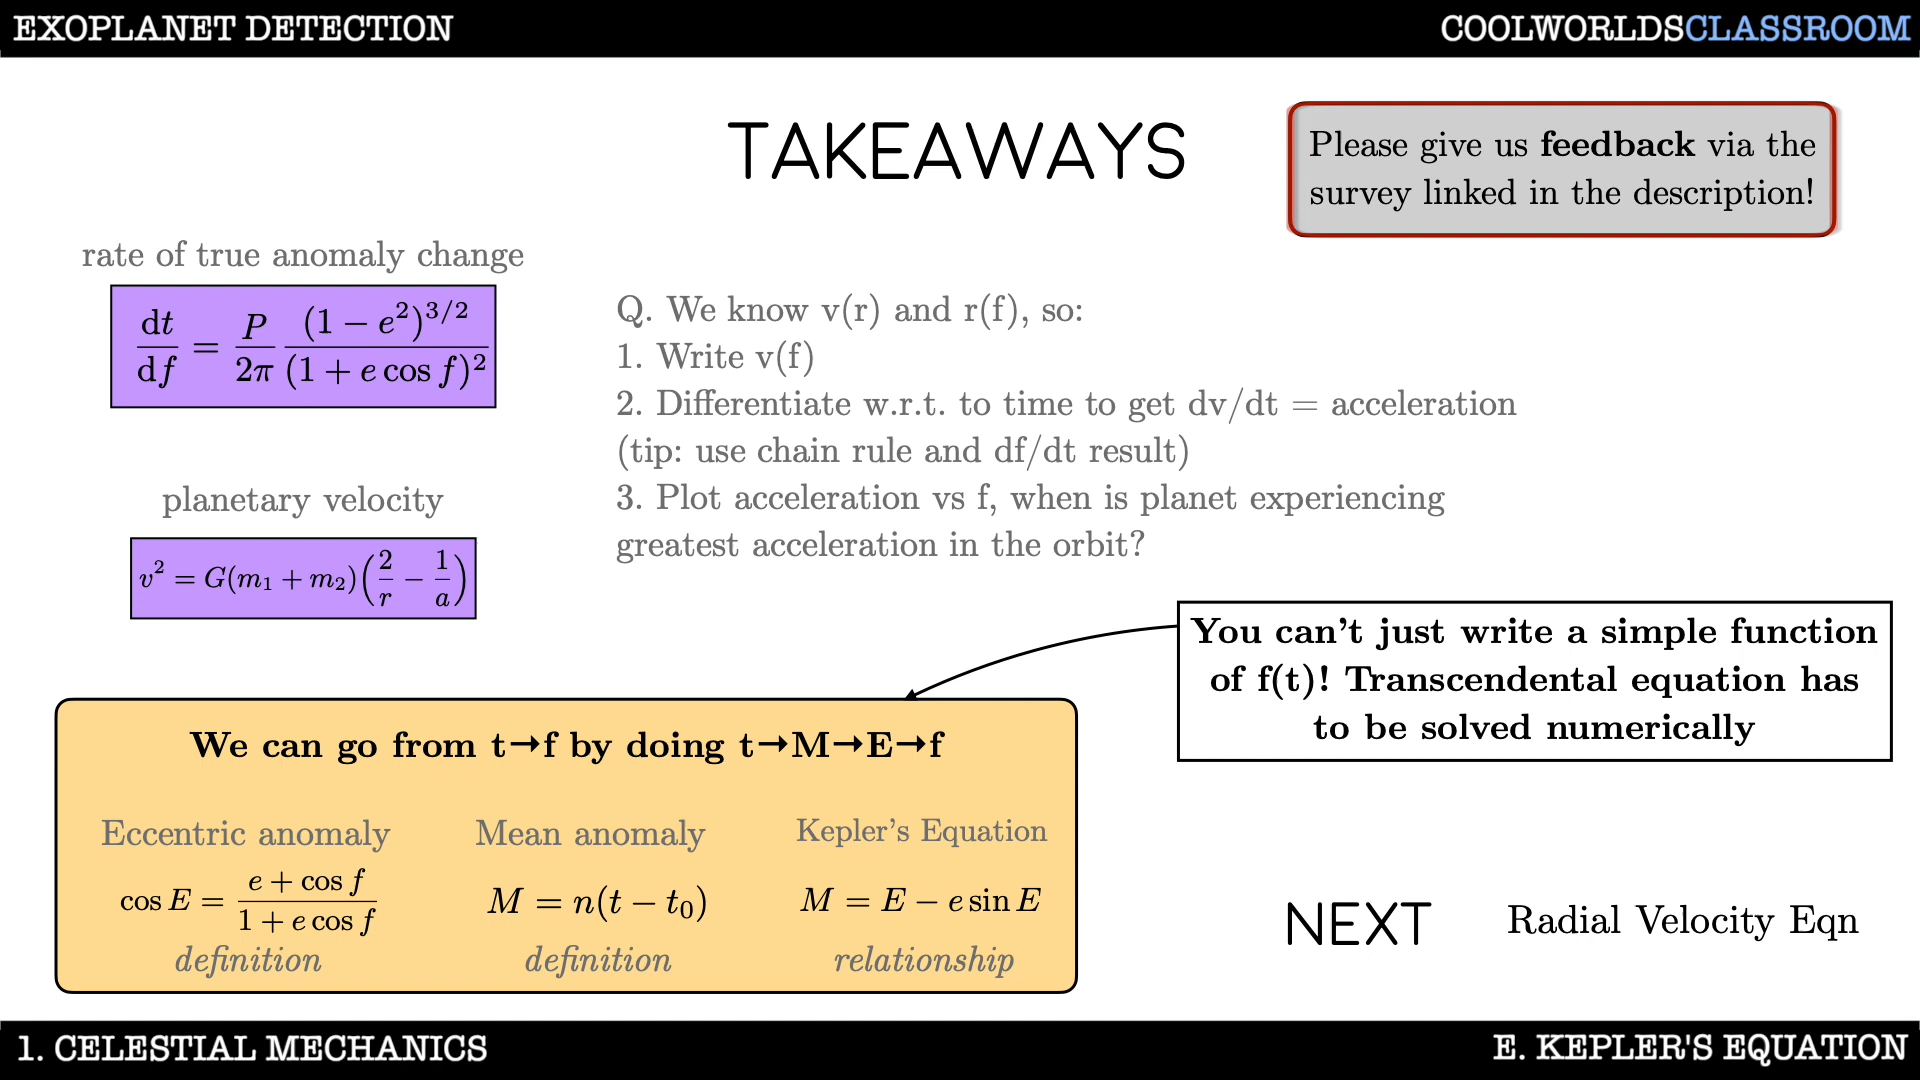 EXOPLANET DETECTION
COOLWORLDSCLASSROOM
TAKEAWAYS
Please give us feedback via the
survey linked in the description!
rate of true anomaly change
dt/df = P/2π (1 − e²)^3/2 / (1 + e cos f)²
Q. We know v(r) and r(f), so:
1. Write v(f)
2. Differentiate w.r.t. to time to get dv/dt = acceleration
(tip: use chain rule and df/dt result)
3. Plot acceleration vs f, when is planet experiencing
greatest acceleration in the orbit?
planetary velocity
v² = G(m₁ + m₂)(2/r − 1/a)
You can't just write a simple function
of f(t)! Transcendental equation has
to be solved numerically
We can go from t→f by doing t→M→E→f
Eccentric anomaly
cos E = (e + cos f)/(1 + e cos f)
definition
Mean anomaly
M = n(t − t₀)
definition
Kepler's Equation
M = E − e sin E
relationship
NEXT
Radial Velocity Eqn
1. CELESTIAL MECHANICS
E. KEPLER'S EQUATION